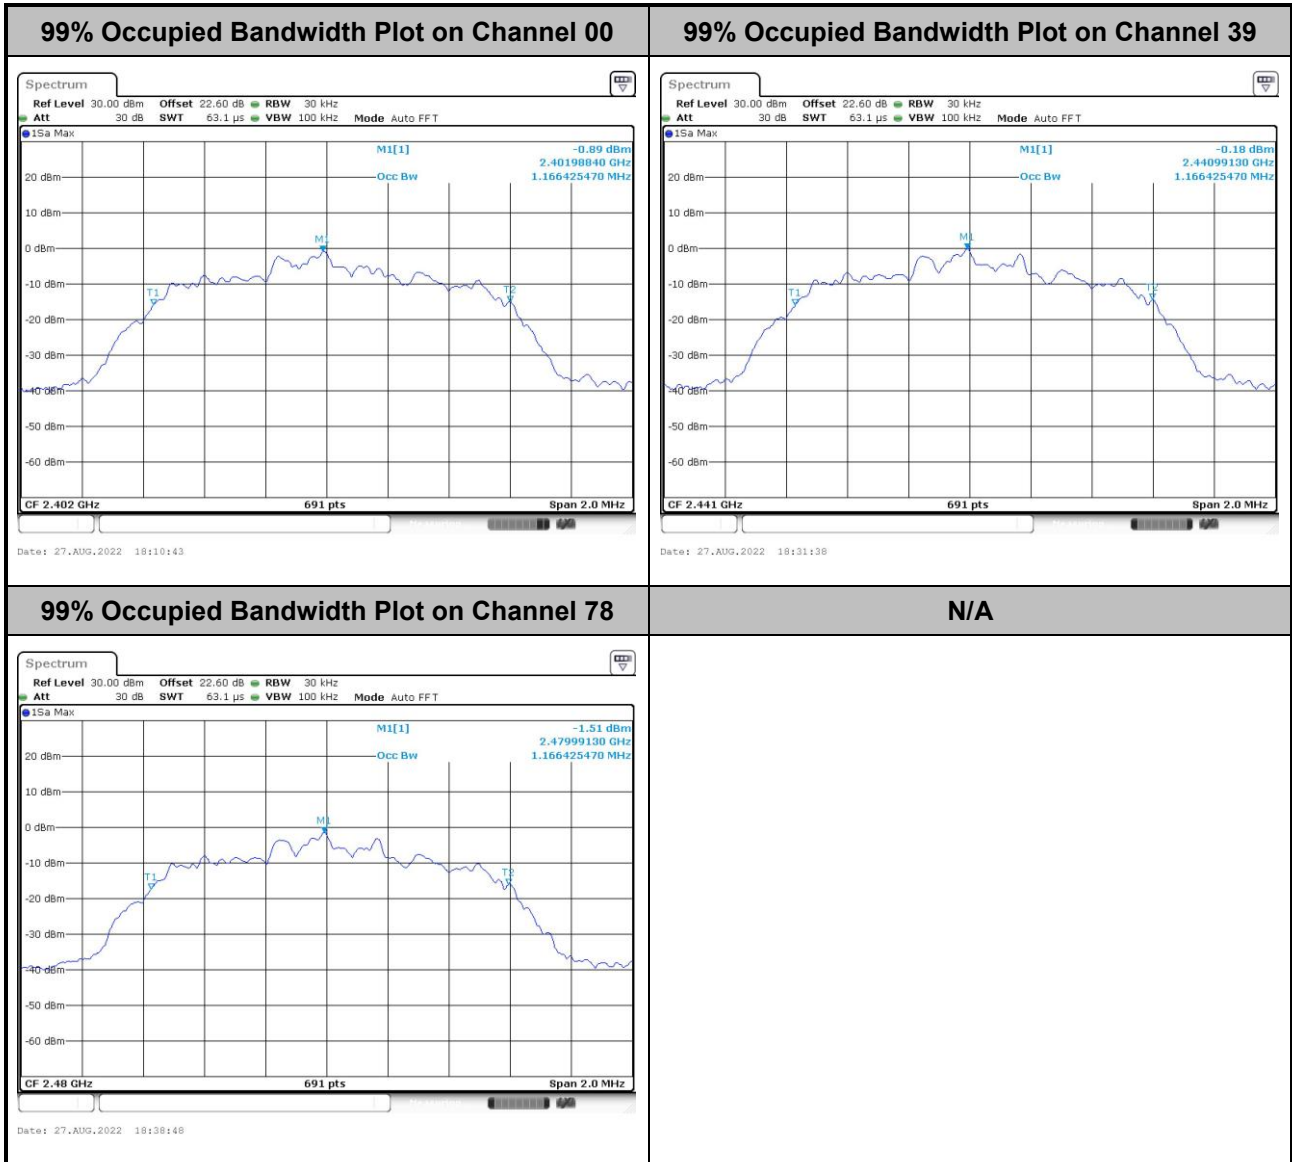 99% Occupied Bandwidth Plot on Channel 00
99% Occupied Bandwidth Plot on Channel 39
Spectrum
Ref Level 30.00 dBm Offset 22.60 dB RBW 30 kHz
Att 30 dB SWT 63.1 µs VBW 100 kHz Mode Auto FFT
1Sa Max
M1[1] -0.89 dBm
2.40198840 GHz
Occ Bw 1.166425470 MHz
20 dBm
10 dBm
0 dBm
M1
-10 dBm
T1
T2
-20 dBm
-30 dBm
-40 dBm
-50 dBm
-60 dBm
CF 2.402 GHz 691 pts Span 2.0 MHz
Date: 27.AUG.2022 18:10:43
Spectrum
Ref Level 30.00 dBm Offset 22.60 dB RBW 30 kHz
Att 30 dB SWT 63.1 µs VBW 100 kHz Mode Auto FFT
1Sa Max
M1[1] -0.18 dBm
2.44099130 GHz
Occ Bw 1.166425470 MHz
20 dBm
10 dBm
0 dBm
M1
-10 dBm
T1
T2
-20 dBm
-30 dBm
-40 dBm
-50 dBm
-60 dBm
CF 2.441 GHz 691 pts Span 2.0 MHz
Date: 27.AUG.2022 18:31:38
99% Occupied Bandwidth Plot on Channel 78
N/A
Spectrum
Ref Level 30.00 dBm Offset 22.60 dB RBW 30 kHz
Att 30 dB SWT 63.1 µs VBW 100 kHz Mode Auto FFT
1Sa Max
M1[1] -1.51 dBm
2.47999130 GHz
Occ Bw 1.166425470 MHz
20 dBm
10 dBm
0 dBm
M1
-10 dBm
T1
T2
-20 dBm
-30 dBm
-40 dBm
-50 dBm
-60 dBm
CF 2.48 GHz 691 pts Span 2.0 MHz
Date: 27.AUG.2022 18:38:48